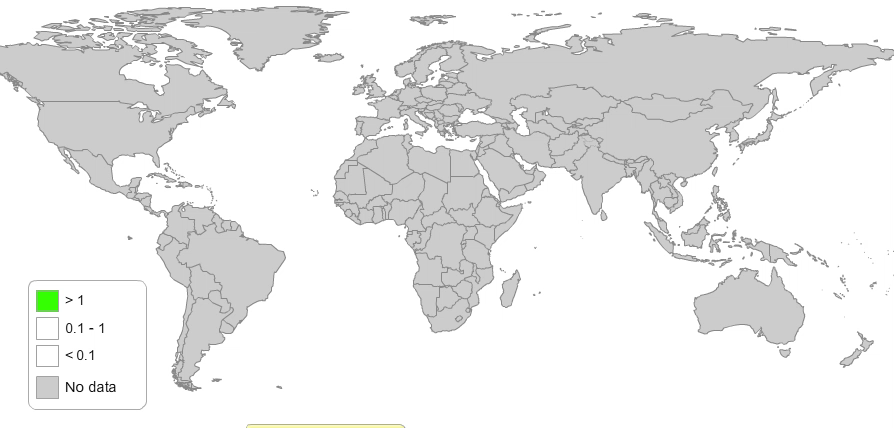 > 1
0.1 - 1
< 0.1
No data